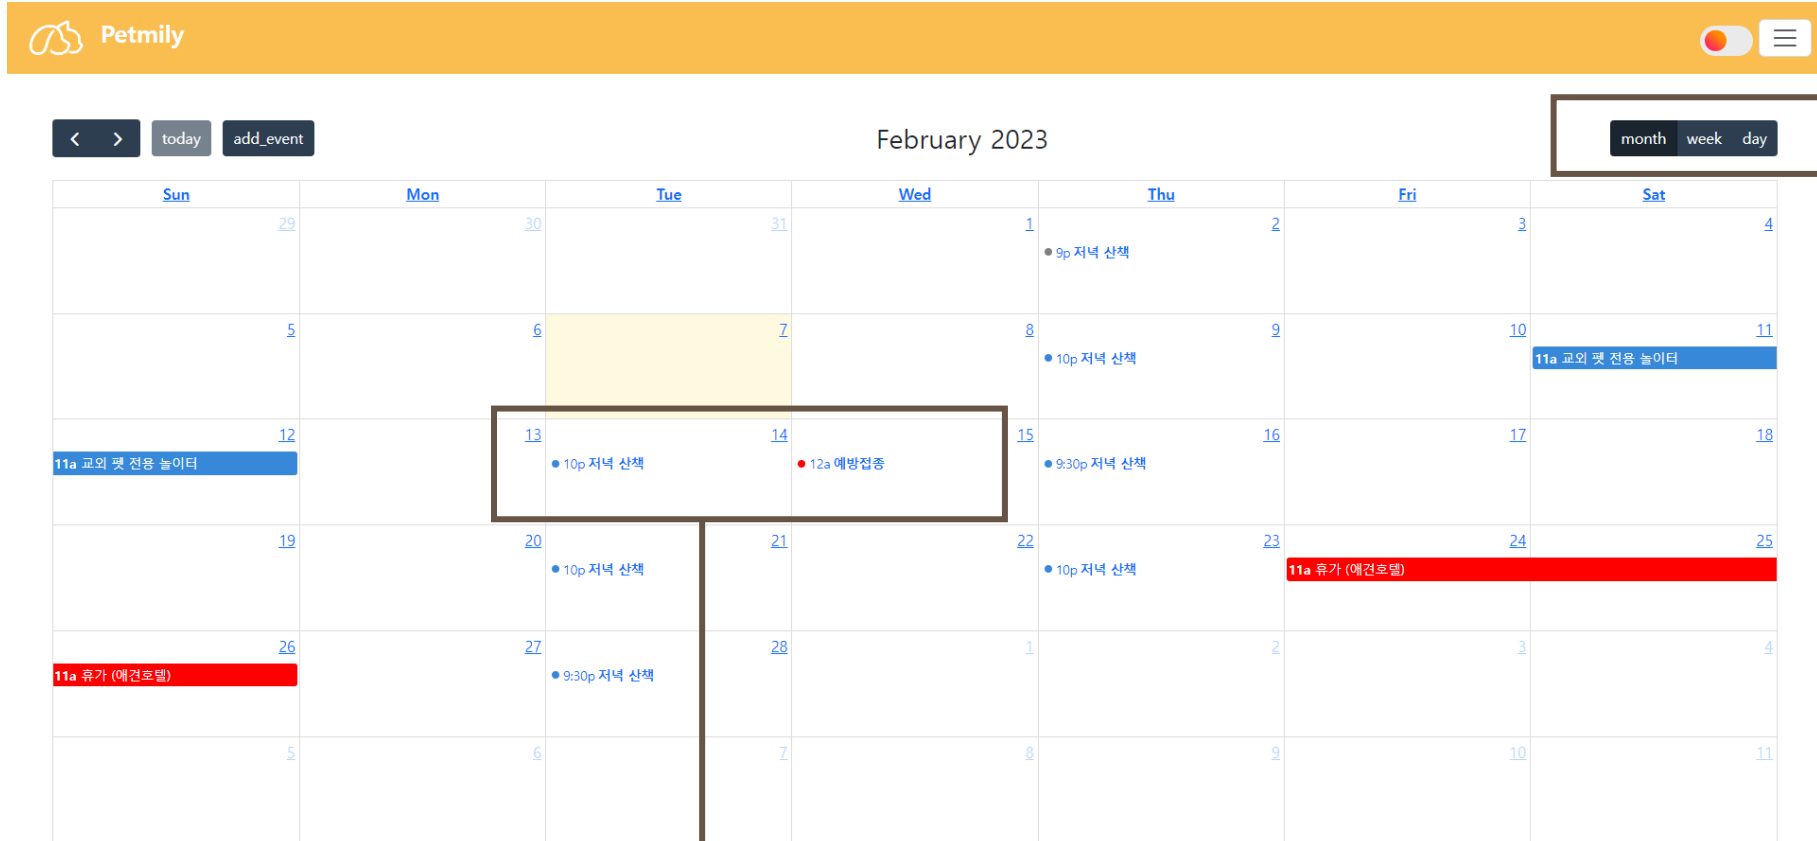 Petmily
today add_event February 2023 month week day
Sun Mon Tue Wed Thu Fri Sat
29 30 31 1 2 3 4
9p 저녁 산책
5 6 7 8 9 10 11
10p 저녁 산책 11a 교외 펫 전용 놀이터
12 13 14 15 16 17 18
11a 교외 펫 전용 놀이터 10p 저녁 산책 12a 예방접종 9:30p 저녁 산책
19 20 21 22 23 24 25
10p 저녁 산책 10p 저녁 산책 11a 휴가 (애견호텔)
26 27 28 1 2 3 4
11a 휴가 (애견호텔) 9:30p 저녁 산책
5 6 7 8 9 10 11